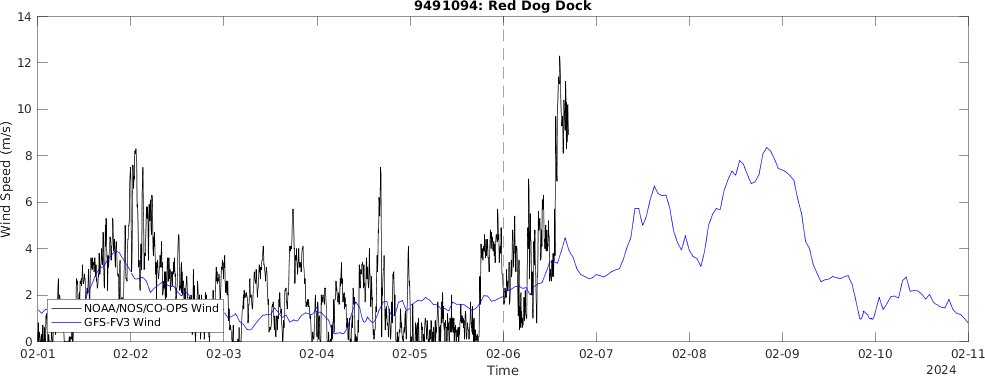 9491094: Red Dog Dock
14
12
10
8
6
4
2
0
Wind Speed (m/s)
NOAA/NOS/CO-OPS Wind
GFS-FV3 Wind
02-01 02-02 02-03 02-04 02-05 02-06 02-07 02-08 02-09 02-10 02-11
Time
2024